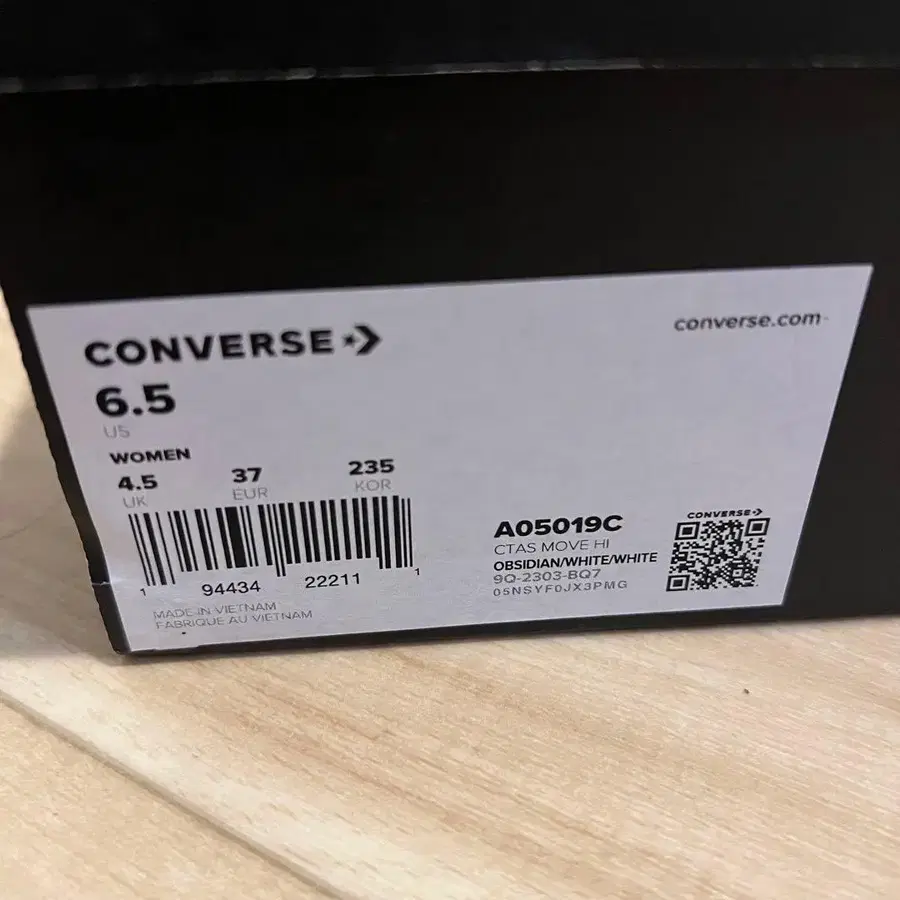 CONVERSE
converse.com
6.5
US
WOMEN
4.5 37 235
UK EUR KOR
1 94434 22211 1
MADE IN VIETNAM
FABRIQUE AU VIETNAM
CONVERSE
A05019C
CTAS MOVE HI
OBSIDIAN/WHITE/WHITE
9Q-2303-BQ7
05NSYF0JX3PMG